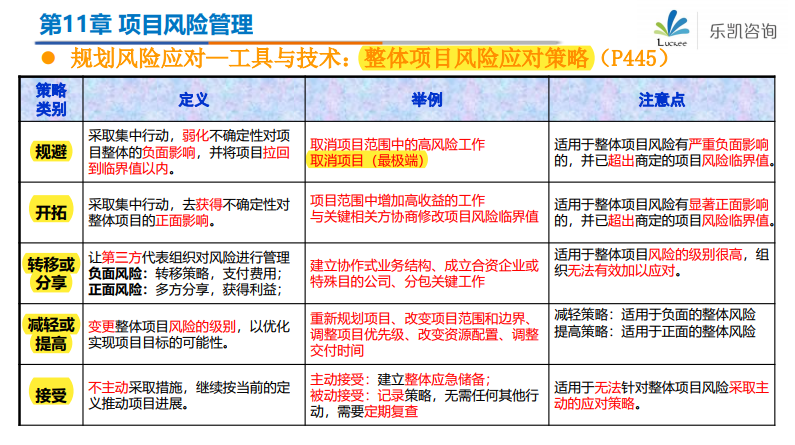 第11章 项目风险管理
Luckee
乐凯咨询
规划风险应对—工具与技术：整体项目风险应对策略（P445）
策略
类别
定义
举例
注意点
规避
采取集中行动，弱化不确定性对项
目整体的负面影响，并将项目拉回
到临界值以内。
取消项目范围中的高风险工作
取消项目（最极端）
适用于整体项目风险有严重负面影响
的，并已超出商定的项目风险临界值。
开拓
采取集中行动，去获得不确定性对
整体项目的正面影响。
项目范围中增加高收益的工作
与关键相关方协商修改项目风险临界值
适用于整体项目风险有显著正面影响
的，并已超出商定的项目风险临界值。
转移或
分享
让第三方代表组织对风险进行管理
负面风险：转移策略，支付费用；
正面风险：多方分享，获得利益；
建立协作式业务结构、成立合资企业或
特殊目的公司、分包关键工作
适用于整体项目风险的级别很高，组
织无法有效加以应对。
减轻或
提高
变更整体项目风险的级别，以优化
实现项目目标的可能性。
重新规划项目、改变项目范围和边界、
调整项目优先级、改变资源配置、调整
交付时间
减轻策略：适用于负面的整体风险
提高策略：适用于正面的整体风险
接受
不主动采取措施，继续按当前的定
义推动项目进展。
主动接受：建立整体应急储备；
被动接受：记录策略，无需任何其他行
动，需要定期复查
适用于无法针对整体项目风险采取主
动的应对策略。